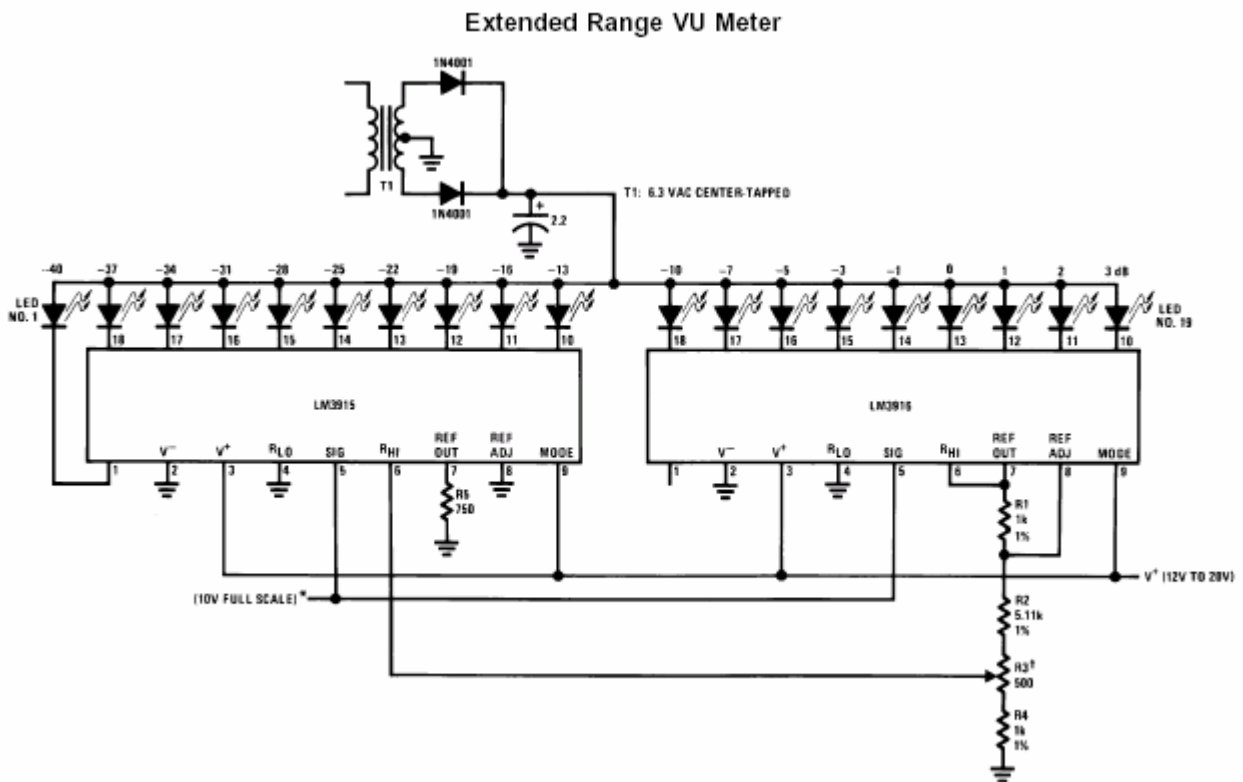 Extended Range VU Meter
1N4001
T1
1N4001
T1: 6.3 VAC CENTER-TAPPED
+
2.2
-40 -37 -34 -31 -28 -25 -22 -19 -16 -13 -10 -7 -5 -3 -1 0 1 2 3 dB
LED NO. 1
LED NO. 19
18 17 16 15 14 13 12 11 10
18 17 16 15 14 13 12 11 10
LM3915
LM3916
V− V+ RLO SIG RHI REF OUT REF ADJ MODE
1 2 3 4 5 6 7 8 9
V− V+ RLO SIG RHI REF OUT REF ADJ MODE
1 2 3 4 5 6 7 8 9
R5
750
R1
1k
1%
V+ (12V TO 20V)
(10V FULL SCALE)*
R2
5.11k
1%
R3†
500
R4
1k
1%